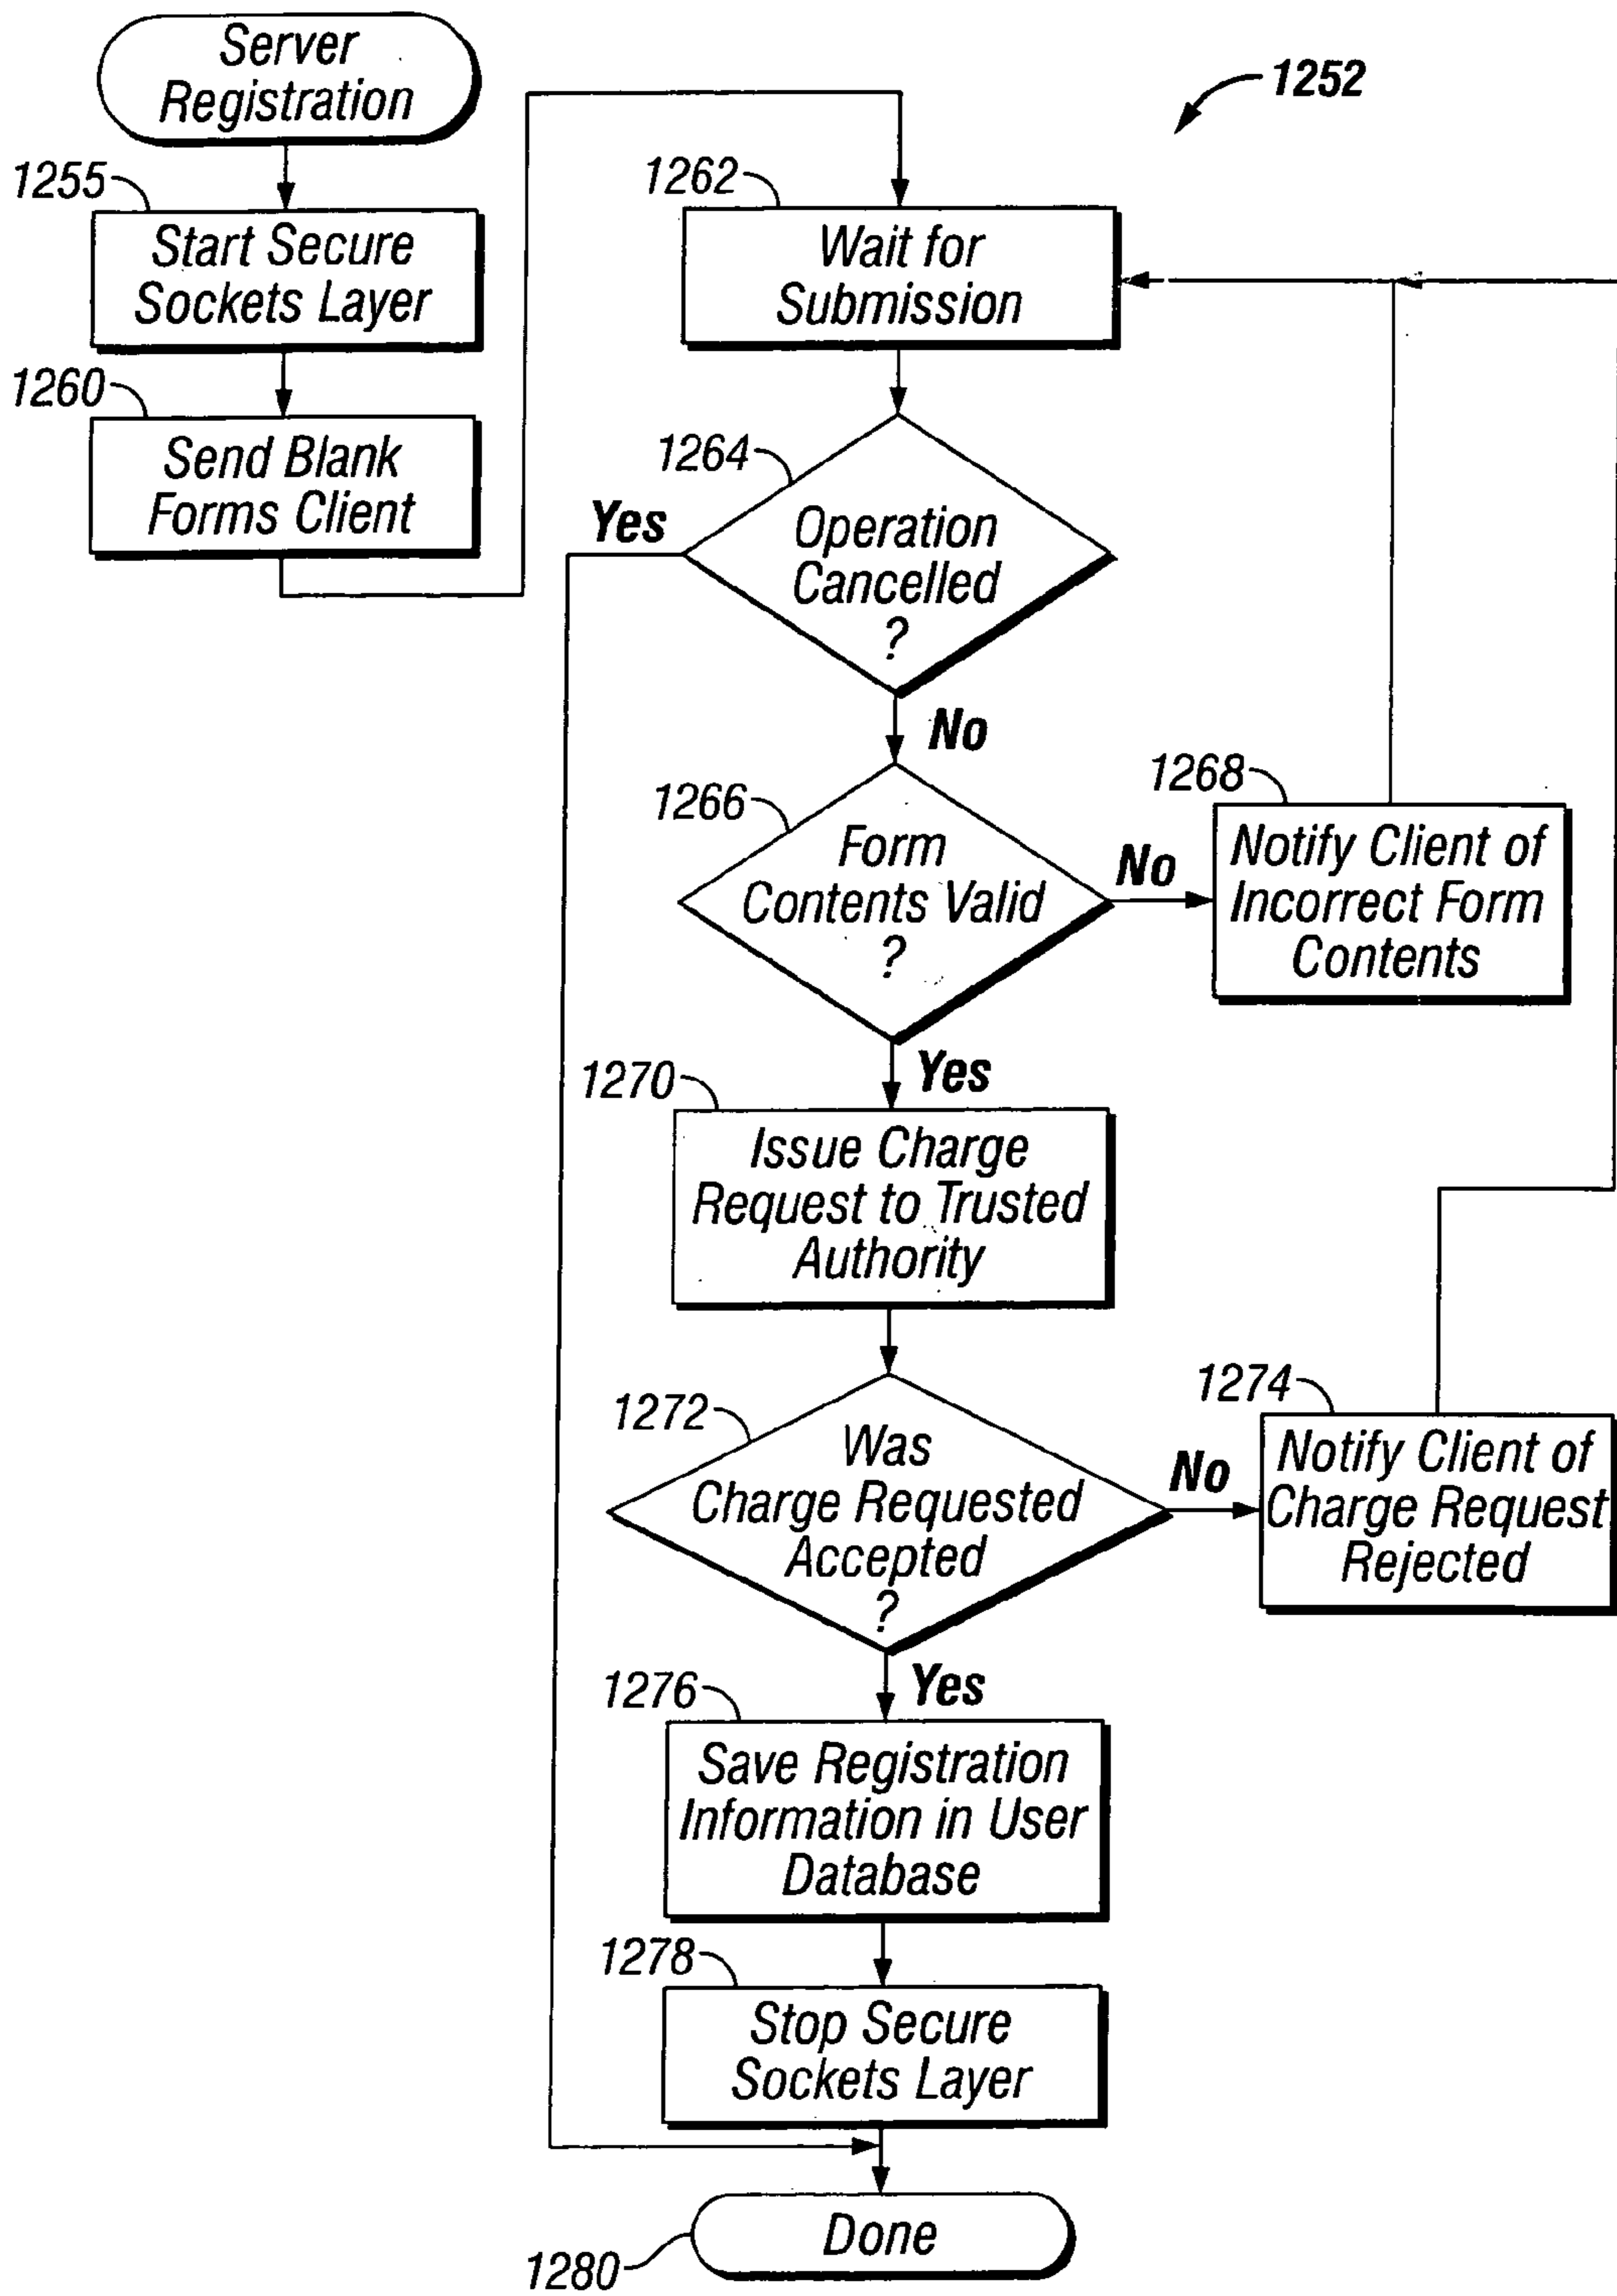 Server
Registration
1252
1255
Start Secure
Sockets Layer
1260
Send Blank
Forms Client
1262
Wait for
Submission
1264
Yes
Operation
Cancelled
?
No
1266
Form
Contents Valid
?
No
1268
Notify Client of
Incorrect Form
Contents
Yes
1270
Issue Charge
Request to Trusted
Authority
1272
Was
Charge Requested
Accepted
?
No
1274
Notify Client of
Charge Request
Rejected
Yes
1276
Save Registration
Information in User
Database
1278
Stop Secure
Sockets Layer
Done
1280